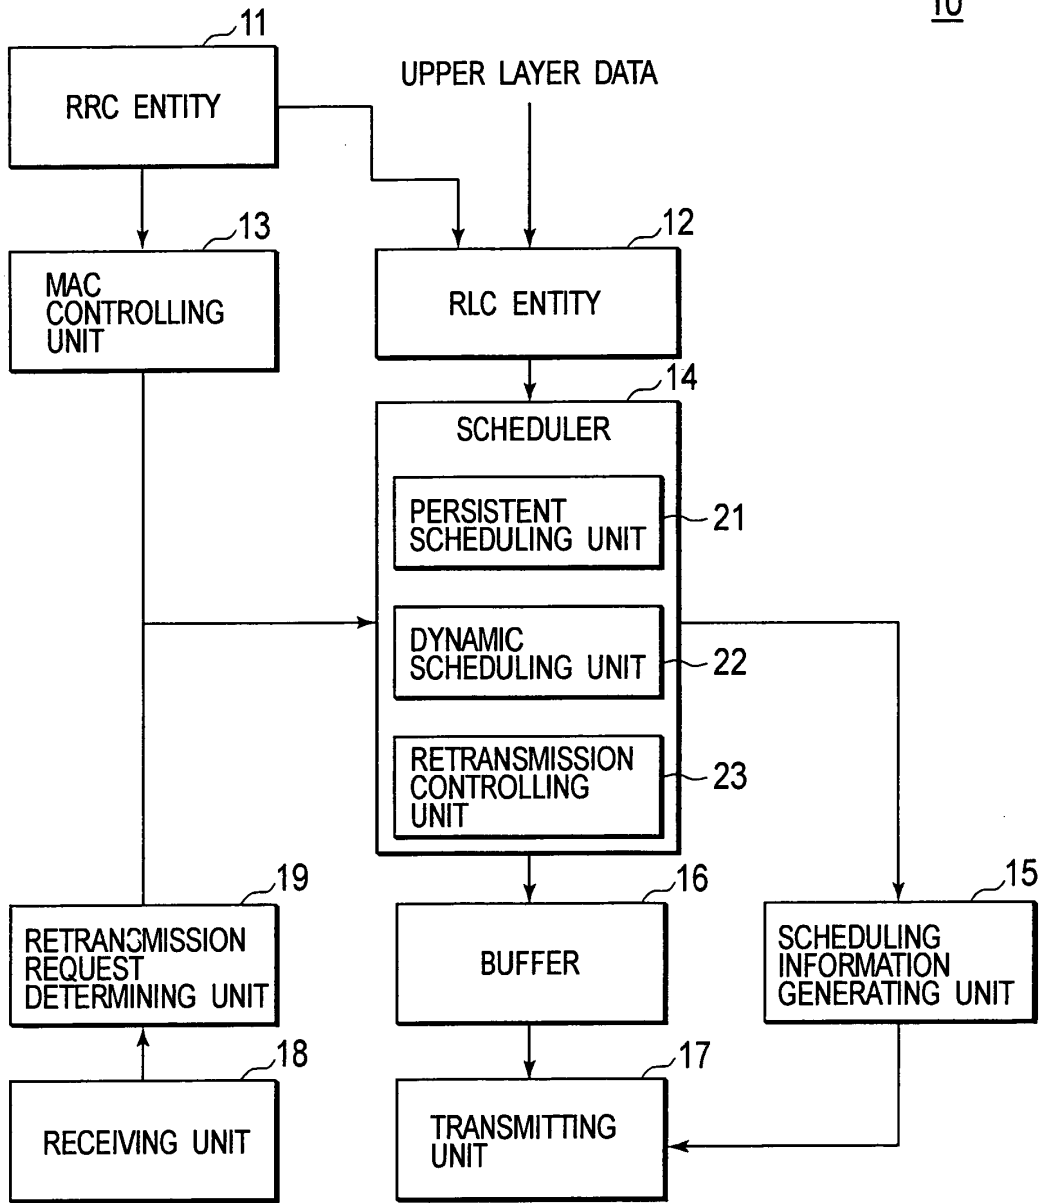 10
11
RRC ENTITY
UPPER LAYER DATA
13
MAC
CONTROLLING
UNIT
12
RLC ENTITY
14
SCHEDULER
PERSISTENT
SCHEDULING UNIT
21
DYNAMIC
SCHEDULING UNIT
22
RETRANSMISSION
CONTROLLING
UNIT
23
19
RETRANSMISSION
REQUEST
DETERMINING UNIT
16
BUFFER
15
SCHEDULING
INFORMATION
GENERATING UNIT
18
RECEIVING UNIT
17
TRANSMITTING
UNIT